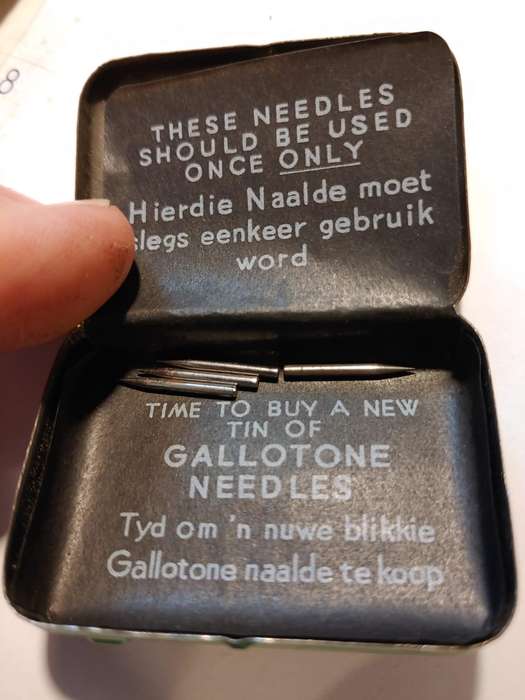 8
THESE NEEDLES
SHOULD BE USED
ONCE ONLY
Hierdie Naalde moet
slegs eenkeer gebruik
word
TIME TO BUY A NEW
TIN OF
GALLOTONE
NEEDLES
Tyd om 'n nuwe blikkie
Gallotone naalde te koop